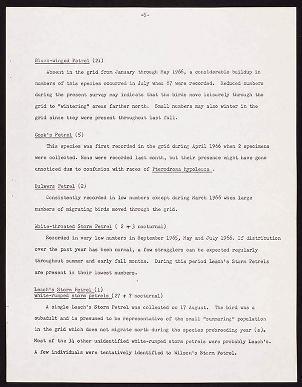 -5-
Black-winged Petrel (21)
Absent in the grid from January through May 1966, a considerable buildup in
numbers of this species occurred in July when 87 were recorded. Reduced numbers
during the present survey may indicate that the birds move leisurely through the
grid to "wintering" areas farther north. Small numbers may also winter in the
grid since they were present throughout last fall.
Cook's Petrel (5)
This species was first recorded in the grid during April 1966 when 2 specimens
were collected. None were recorded last month, but their presence might have gone
unnoticed due to confusion with races of Pterodroma hypoleuca .
Bulwers Petrel (2)
Consistently recorded in low numbers except during March 1966 when large
numbers of migrating birds moved through the grid.
White-throated Storm Petrel ( 2 + 3 nocturnal)
Recorded in very low numbers in September 1965, May and July 1966. If distribution
over the past year has been normal, a few stragglers can be expected regularly
throughout summer and early fall months. During this period Leach's Storm Petrels
are present in their lowest numbers.
Leach's Storm Petrel (1)
White-rumped storm petrels (27 + 7 nocturnal)
A single Leach's Storm Petrel was collected on 17 August. The bird was a
subadult and is presumed to be representative of the small "summering" population
in the grid which does not migrate north during the species prebreeding year (s).
Most of the 34 other unidentified white-rumped storm petrels were probably Leach's.
A few individuals were tentatively identified to Wilson's Storm Petrel.